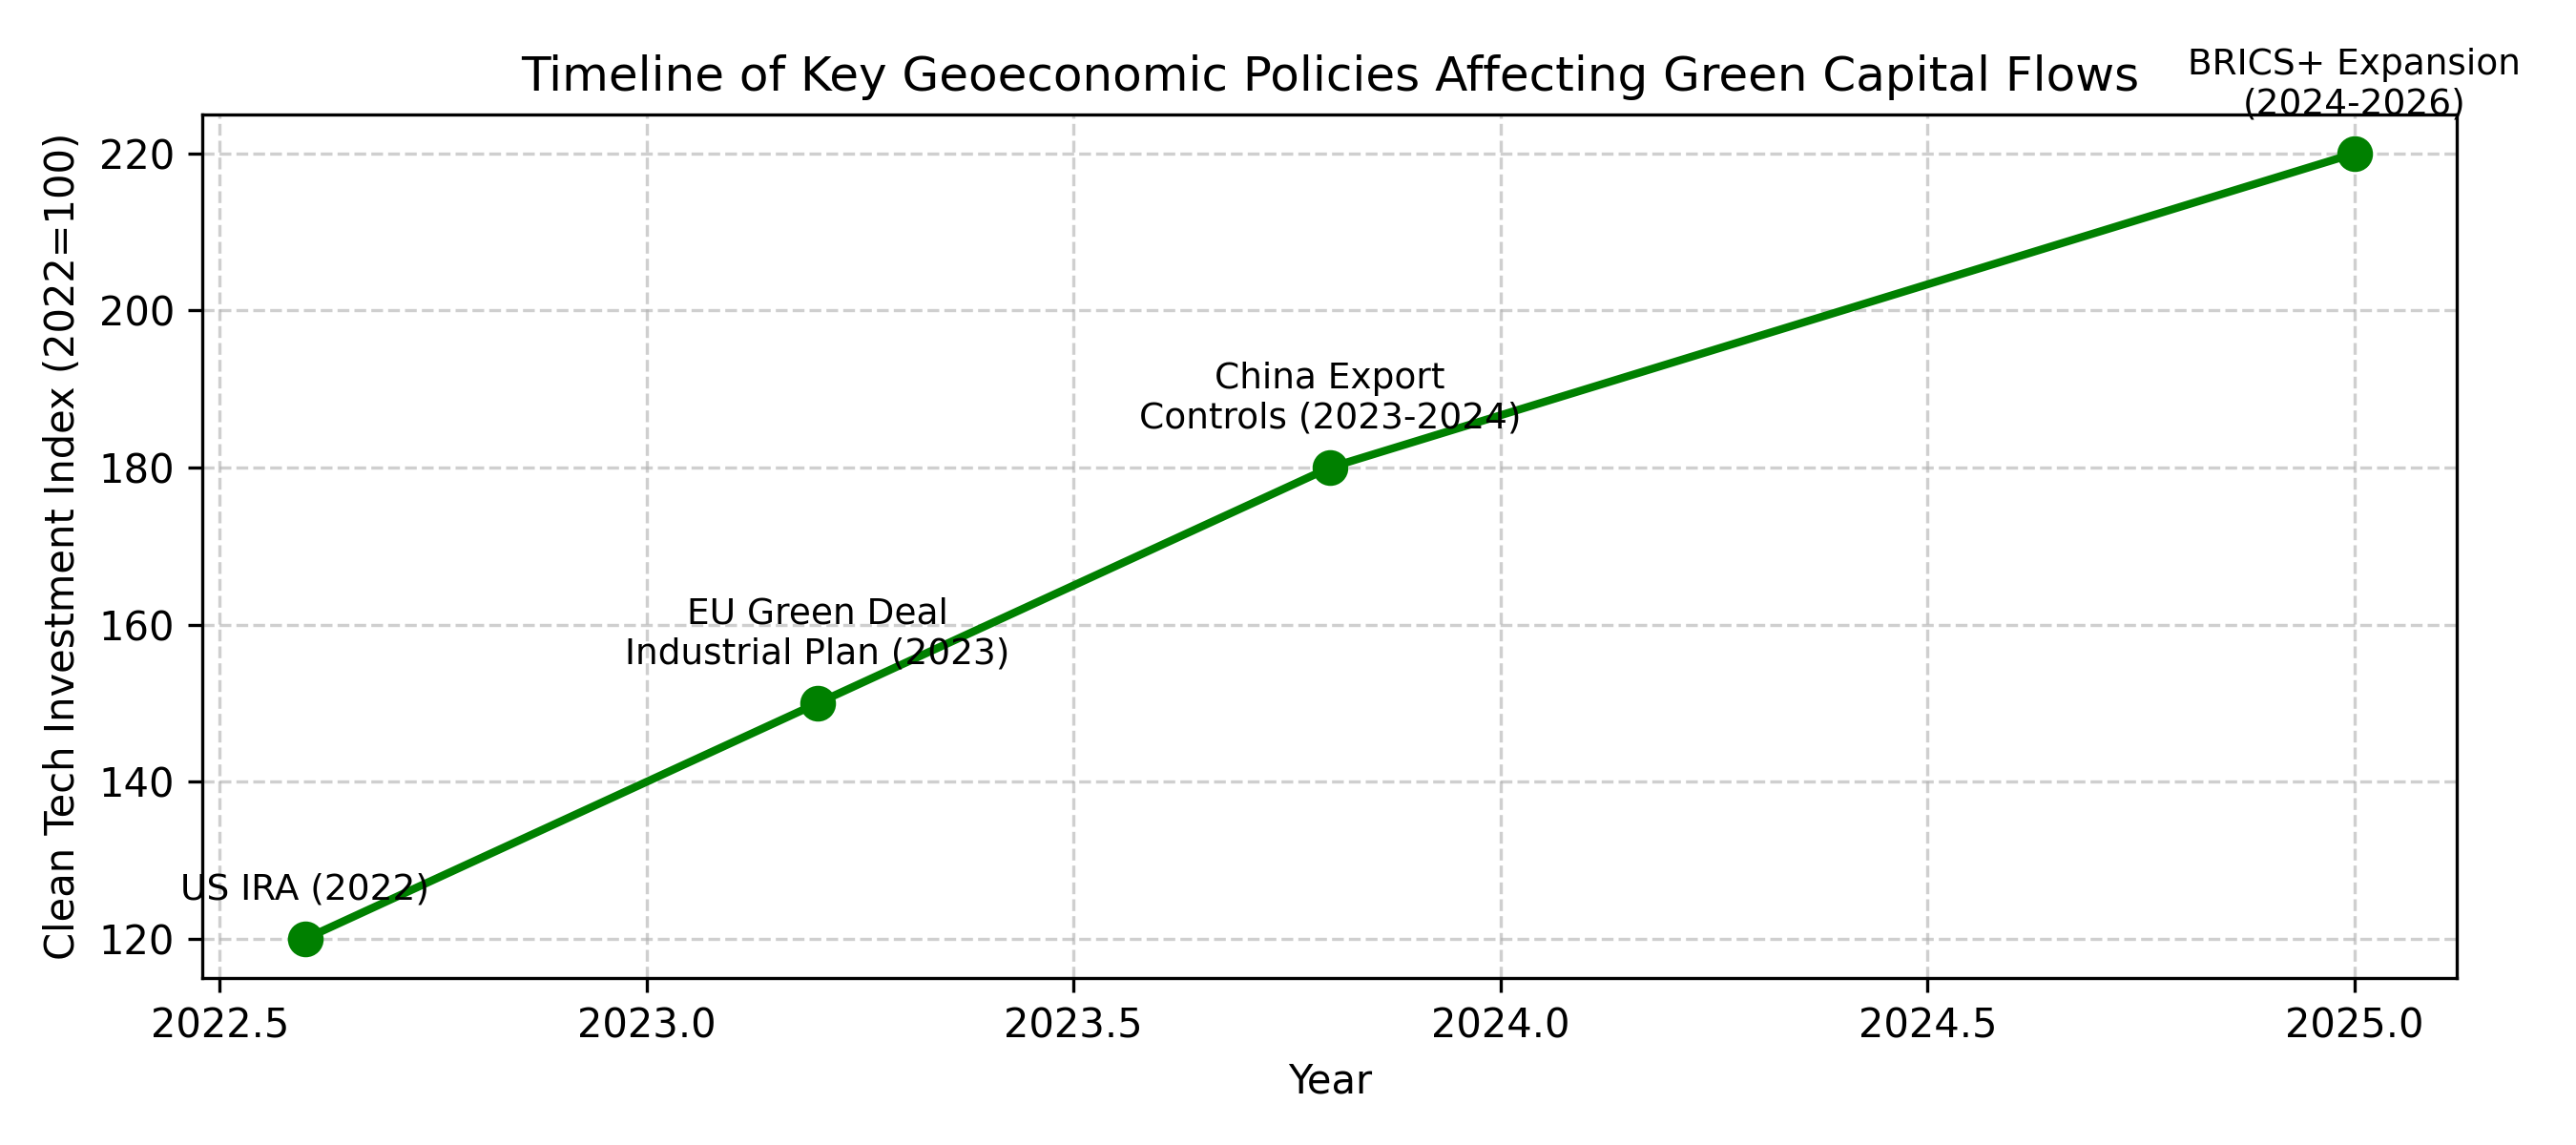 Timeline of Key Geoeconomic Policies Affecting Green Capital Flows
BRICS+ Expansion
(2024-2026)
Clean Tech Investment Index (2022=100)
220
200
180
160
140
120
China Export
Controls (2023-2024)
EU Green Deal
Industrial Plan (2023)
US IRA (2022)
2022.5 2023.0 2023.5 2024.0 2024.5 2025.0
Year